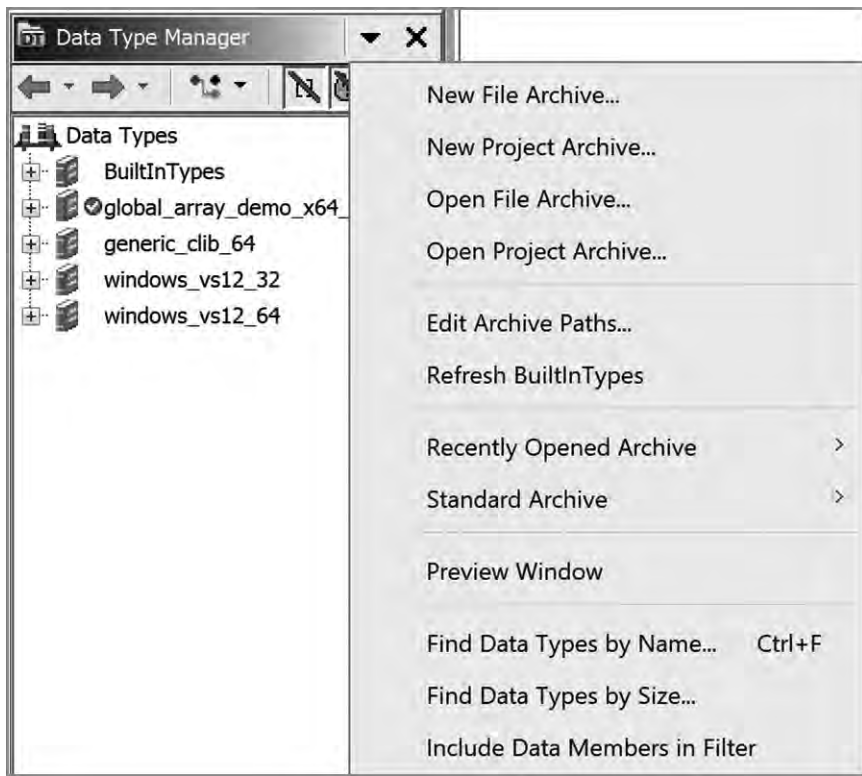 Data Type Manager
Data Types
BuiltInTypes
global_array_demo_x64_
generic_clib_64
windows_vs12_32
windows_vs12_64
New File Archive...
New Project Archive...
Open File Archive...
Open Project Archive...
Edit Archive Paths...
Refresh BuiltInTypes
Recently Opened Archive
Standard Archive
Preview Window
Find Data Types by Name... Ctrl+F
Find Data Types by Size...
Include Data Members in Filter